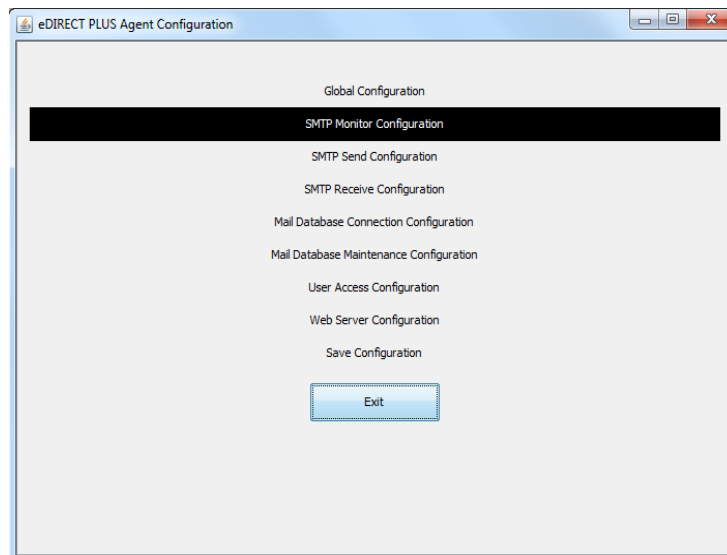 eDIRECT PLUS Agent Configuration
Global Configuration
SMTP Monitor Configuration
SMTP Send Configuration
SMTP Receive Configuration
Mail Database Connection Configuration
Mail Database Maintenance Configuration
User Access Configuration
Web Server Configuration
Save Configuration
Exit